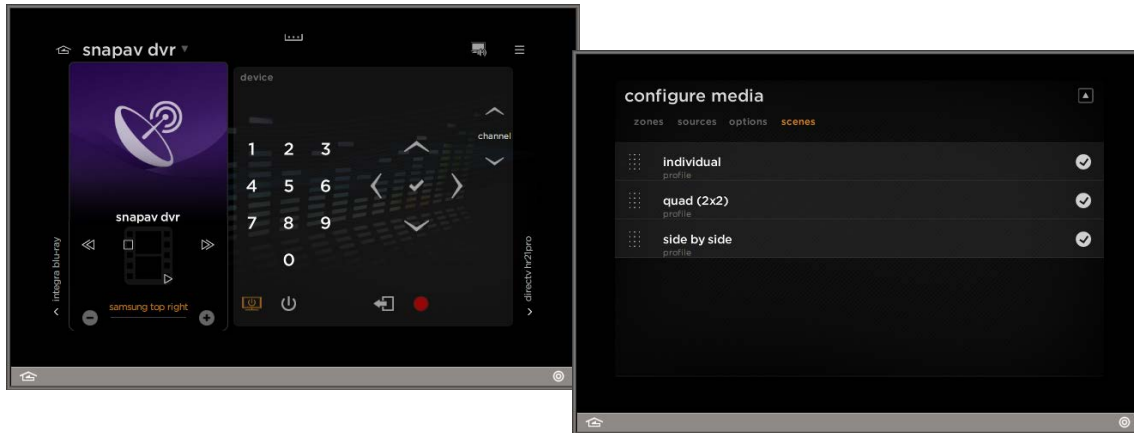 snapav dvr
device
channel
1 2 3
4 5 6
7 8 9
0
snapav dvr
samsung top right
integra blu-ray
directv hr21pro
configure media
zones sources options scenes
individual
profile
quad (2x2)
profile
side by side
profile